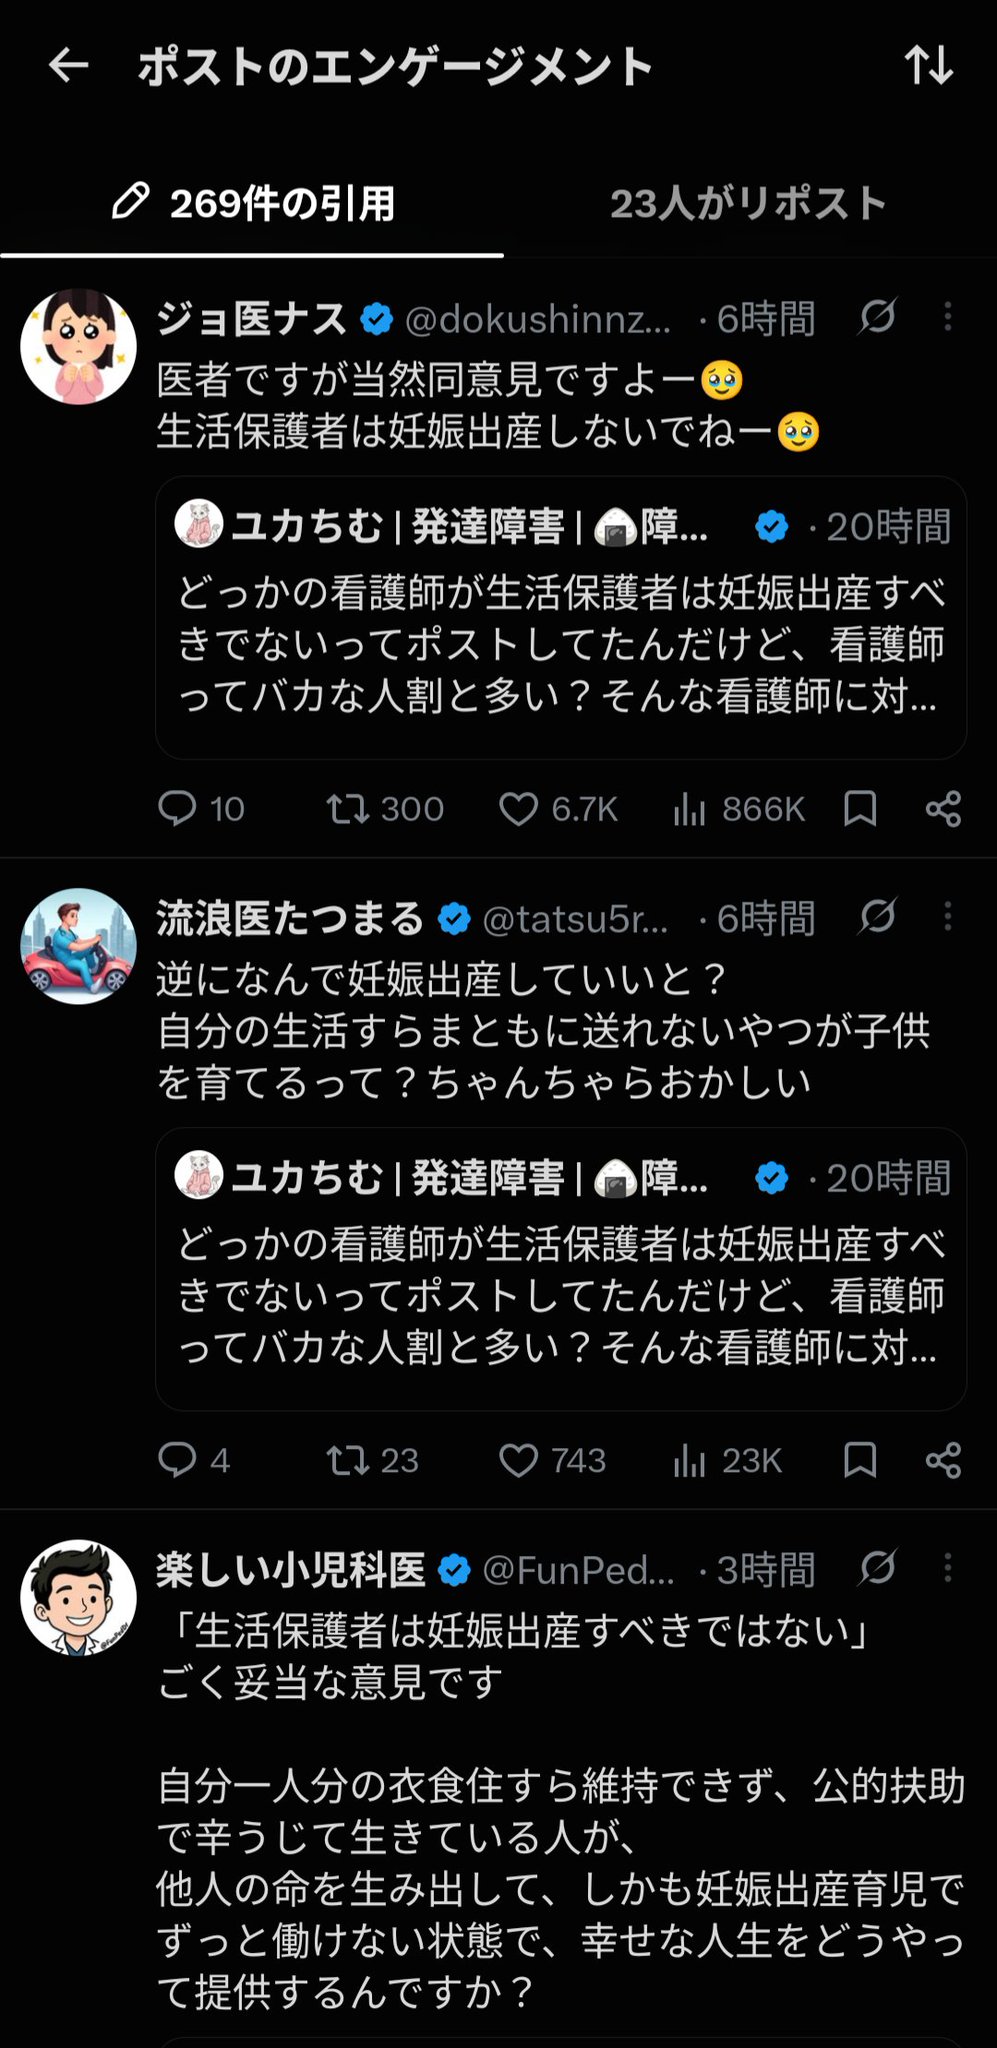 ポストのエンゲージメント
269件の引用
23人がリポスト
ジョ医ナス @dokushinnz... ・6時間
医者ですが当然同意見ですよー🥹
生活保護者は妊娠出産しないでねー🥹
ユカちむ | 発達障害 | 🍙障... ・20時間
どっかの看護師が生活保護者は妊娠出産すべ
きでないってポストしてたんだけど、看護師
ってバカな人割と多い？そんな看護師に対...
10 300 6.7K 866K
流浪医たつまる @tatsu5r... ・6時間
逆になんで妊娠出産していいと？
自分の生活すらまともに送れないやつが子供
を育てるって？ちゃんちゃらおかしい
ユカちむ | 発達障害 | 🍙障... ・20時間
どっかの看護師が生活保護者は妊娠出産すべ
きでないってポストしてたんだけど、看護師
ってバカな人割と多い？そんな看護師に対...
4 23 743 23K
楽しい小児科医 @FunPed... ・3時間
「生活保護者は妊娠出産すべきではない」
ごく妥当な意見です
自分一人分の衣食住すら維持できず、公的扶助
で辛うじて生きている人が、
他人の命を生み出して、しかも妊娠出産育児で
ずっと働けない状態で、幸せな人生をどうやっ
て提供するんですか？